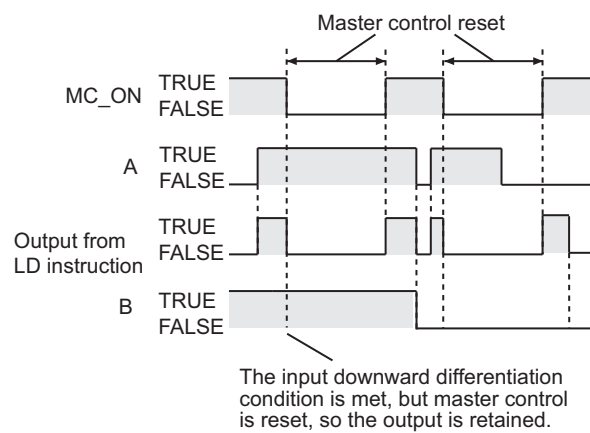 Master control reset
MC_ON
TRUE
FALSE
A
TRUE
FALSE
Output from
LD instruction
TRUE
FALSE
B
TRUE
FALSE
The input downward differentiation
condition is met, but master control
is reset, so the output is retained.